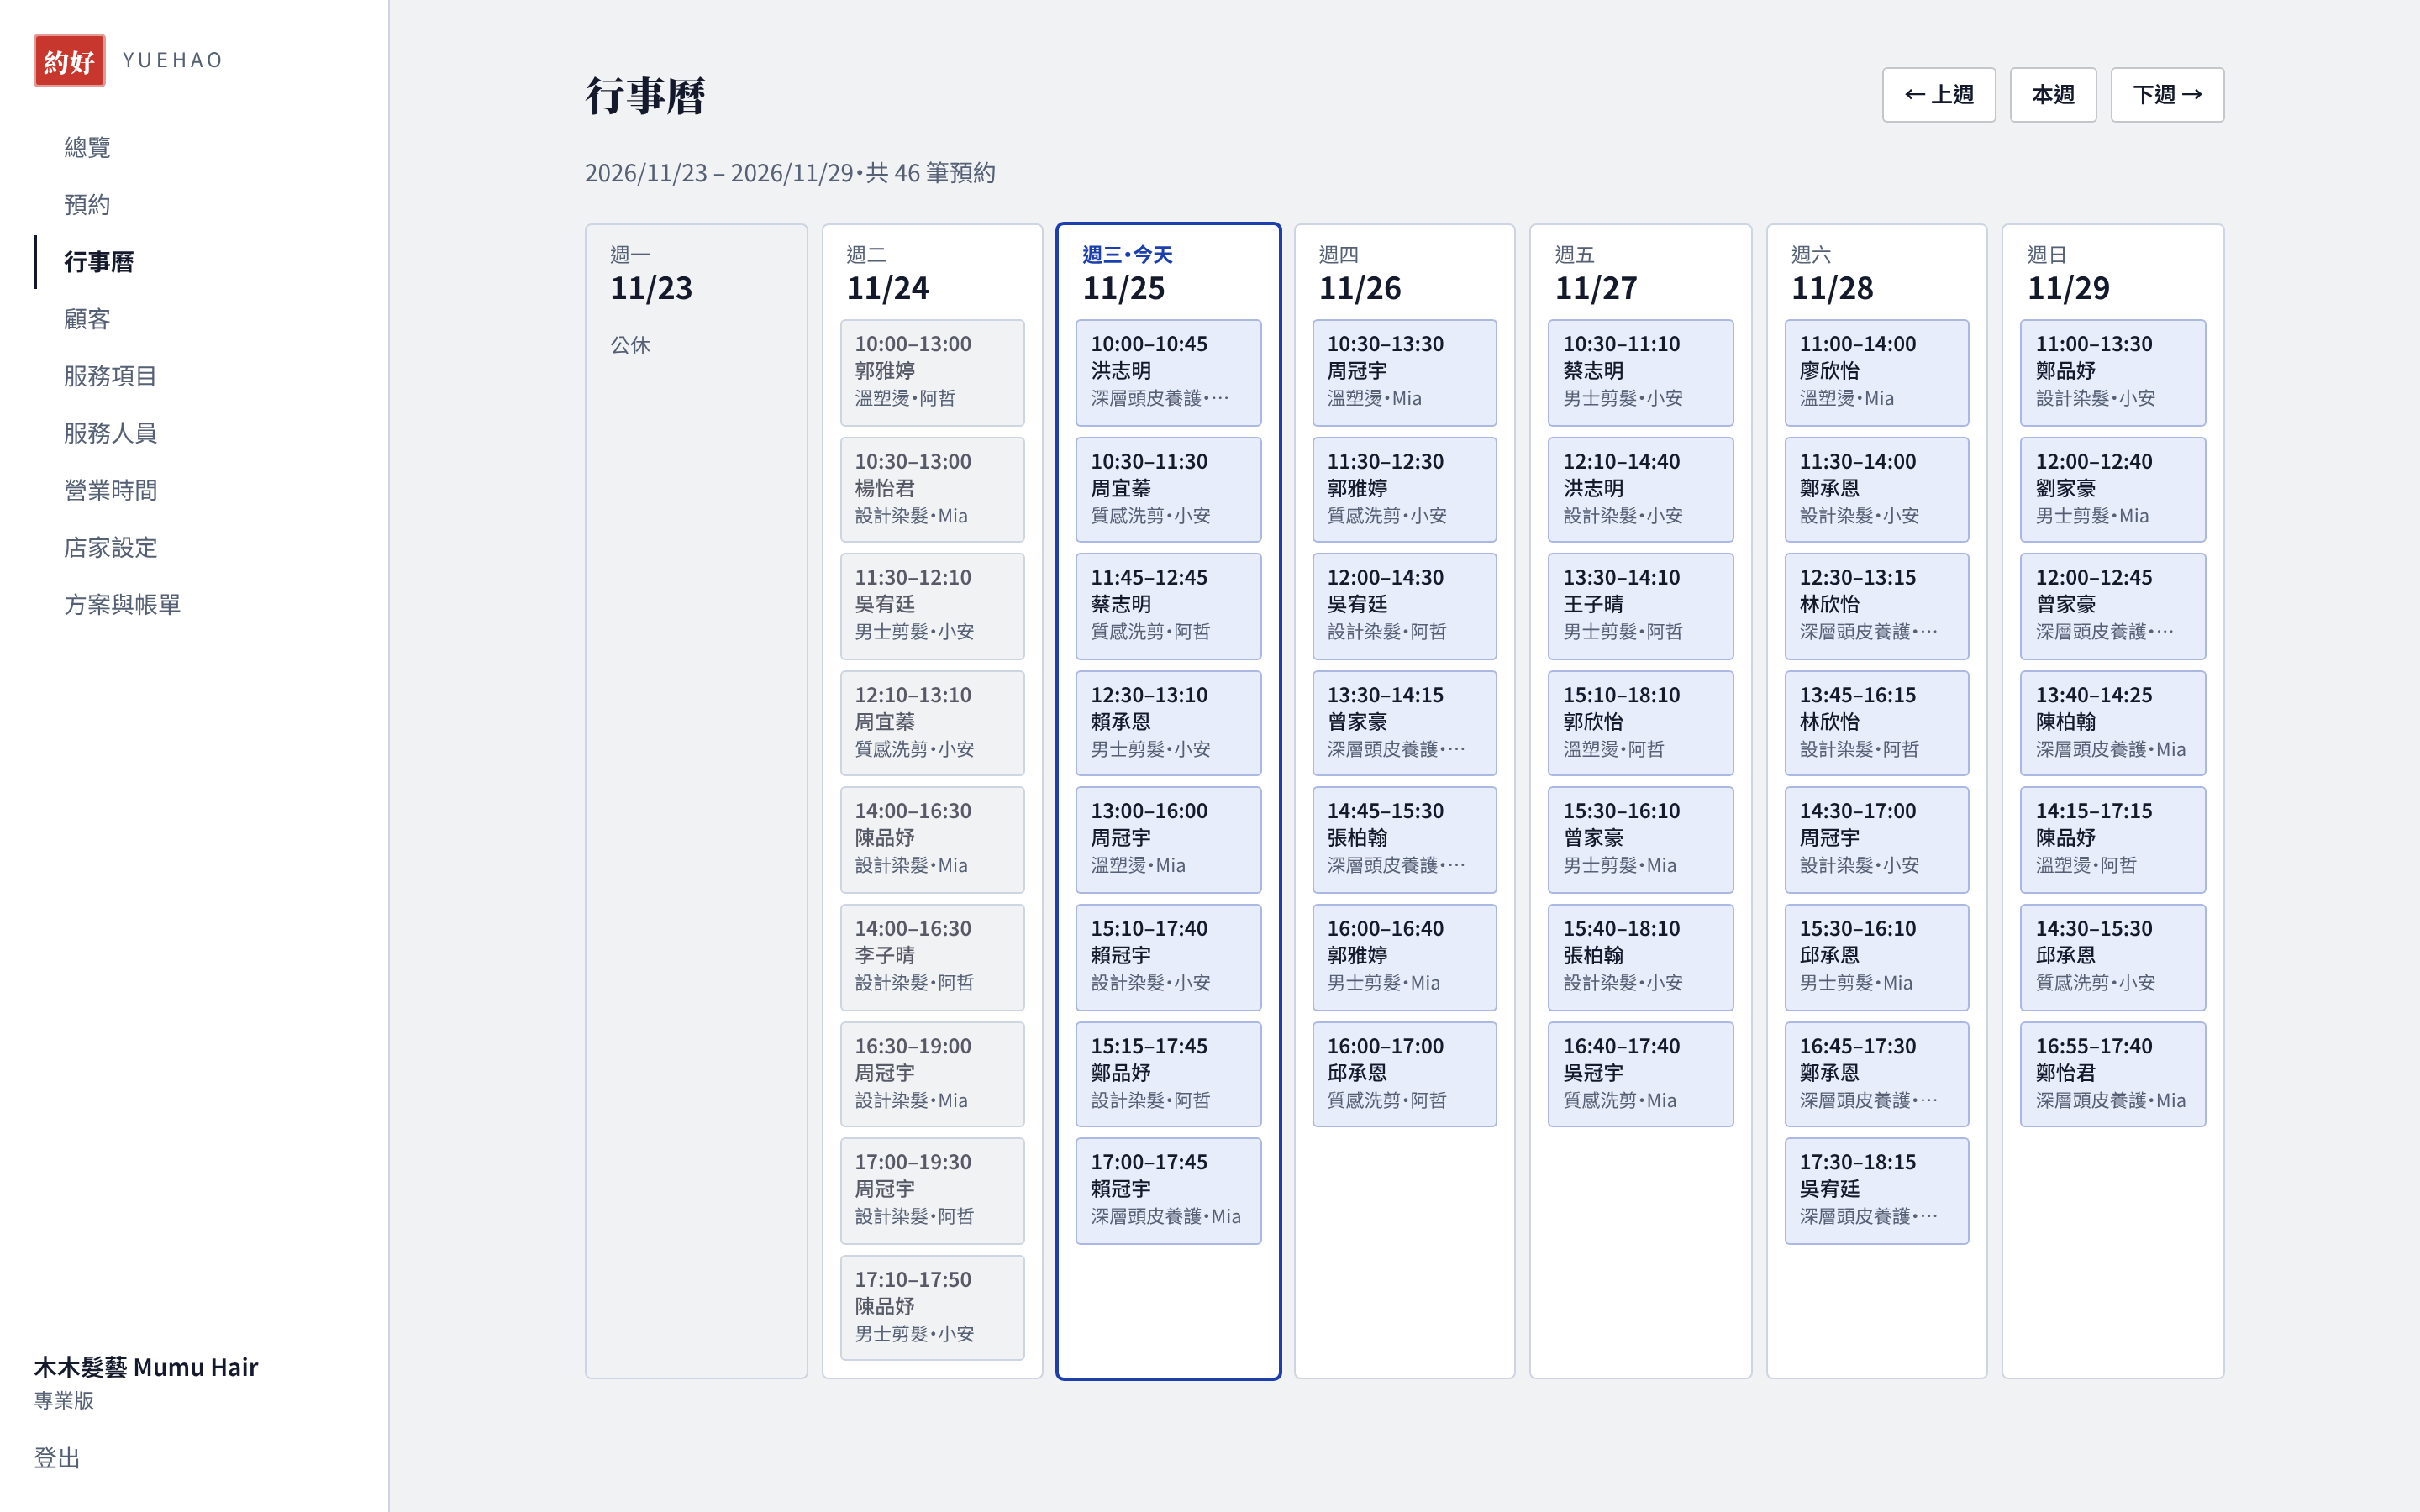 約好 YUEHAO
總覽
預約
行事曆
顧客
服務項目
服務人員
營業時間
店家設定
方案與帳單
木木髮藝 Mumu Hair
專業版
登出
行事曆
← 上週
本週
下週 →
2026/11/23 – 2026/11/29・共 46 筆預約
週一
11/23
公休
週二
11/24
10:00–13:00
郭雅婷
溫塑燙・阿哲
10:30–13:00
楊怡君
設計染髮・Mia
11:30–12:10
吳宥廷
男士剪髮・小安
12:10–13:10
周宜蓁
質感洗剪・小安
14:00–16:30
陳品妤
設計染髮・Mia
14:00–16:30
李子晴
設計染髮・阿哲
16:30–19:00
周冠宇
設計染髮・Mia
17:00–19:30
周冠宇
設計染髮・阿哲
17:10–17:50
陳品妤
男士剪髮・小安
週三・今天
11/25
10:00–10:45
洪志明
深層頭皮養護・…
10:30–11:30
周宜蓁
質感洗剪・小安
11:45–12:45
蔡志明
質感洗剪・阿哲
12:30–13:10
賴承恩
男士剪髮・小安
13:00–16:00
周冠宇
溫塑燙・Mia
15:10–17:40
賴冠宇
設計染髮・小安
15:15–17:45
鄭品妤
設計染髮・阿哲
17:00–17:45
賴冠宇
深層頭皮養護・Mia
週四
11/26
10:30–13:30
周冠宇
溫塑燙・Mia
11:30–12:30
郭雅婷
質感洗剪・小安
12:00–14:30
吳宥廷
設計染髮・阿哲
13:30–14:15
曾家豪
深層頭皮養護・…
14:45–15:30
張柏翰
深層頭皮養護・…
16:00–16:40
郭雅婷
男士剪髮・Mia
16:00–17:00
邱承恩
質感洗剪・阿哲
週五
11/27
10:30–11:10
蔡志明
男士剪髮・小安
12:10–14:40
洪志明
設計染髮・小安
13:30–14:10
王子晴
男士剪髮・阿哲
15:10–18:10
郭欣怡
溫塑燙・阿哲
15:30–16:10
曾家豪
男士剪髮・Mia
15:40–18:10
張柏翰
設計染髮・小安
16:40–17:40
吳冠宇
質感洗剪・Mia
週六
11/28
11:00–14:00
廖欣怡
溫塑燙・Mia
11:30–14:00
鄭承恩
設計染髮・小安
12:30–13:15
林欣怡
深層頭皮養護・…
13:45–16:15
林欣怡
設計染髮・阿哲
14:30–17:00
周冠宇
設計染髮・小安
15:30–16:10
邱承恩
男士剪髮・Mia
16:45–17:30
鄭承恩
深層頭皮養護・…
17:30–18:15
吳宥廷
深層頭皮養護・…
週日
11/29
11:00–13:30
鄭品妤
設計染髮・小安
12:00–12:40
劉家豪
男士剪髮・Mia
12:00–12:45
曾家豪
深層頭皮養護・…
13:40–14:25
陳柏翰
深層頭皮養護・Mia
14:15–17:15
陳品妤
溫塑燙・阿哲
14:30–15:30
邱承恩
質感洗剪・小安
16:55–17:40
鄭怡君
深層頭皮養護・Mia